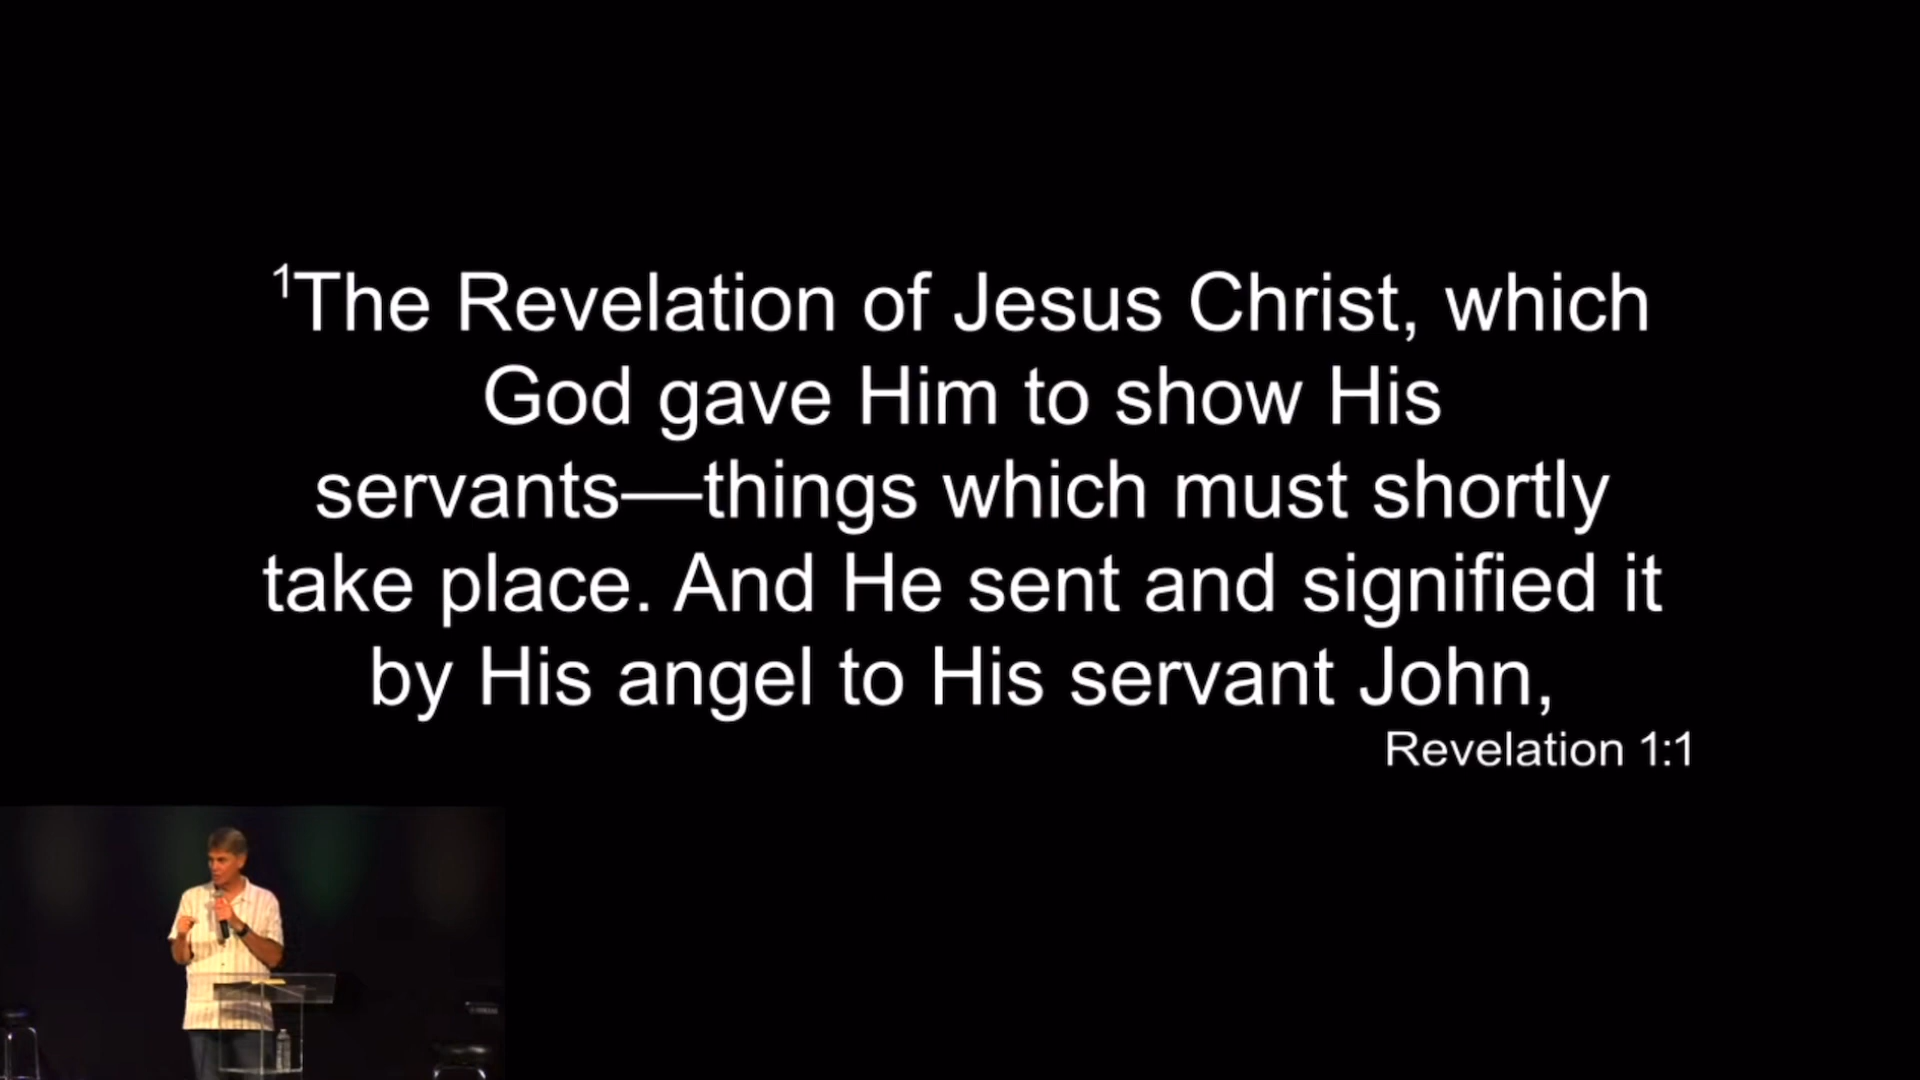 ¹The Revelation of Jesus Christ, which
God gave Him to show His
servants—things which must shortly
take place. And He sent and signified it
by His angel to His servant John,
Revelation 1:1